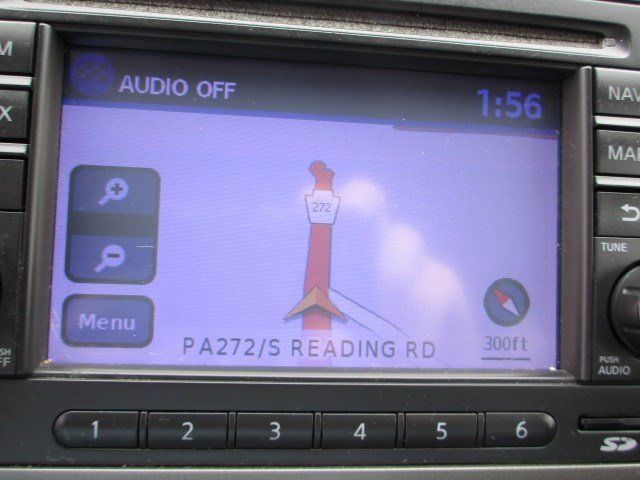 AUDIO OFF
1:56
272
Menu
PA272/S READING RD
300ft
NAV
TUNE
PUSH
AUDIO
1 2 3 4 5 6
SD